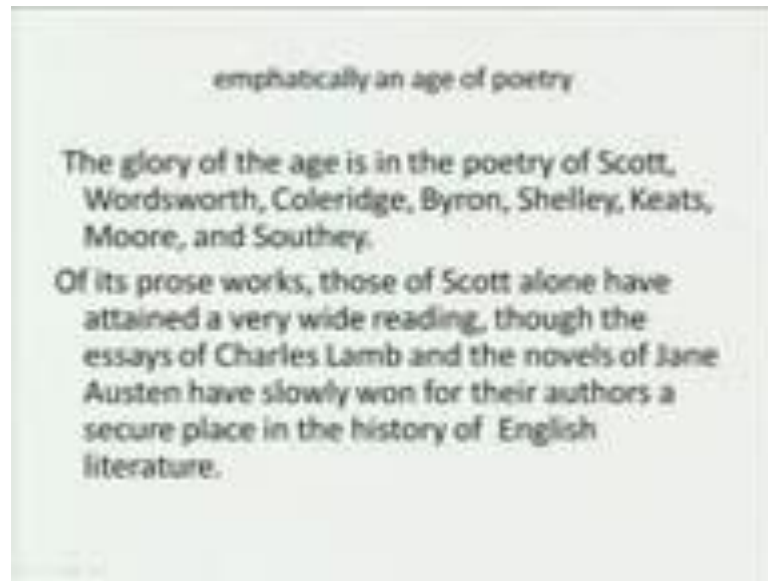 emphatically an age of poetry
The glory of the age is in the poetry of Scott,
Wordsworth, Coleridge, Byron, Shelley, Keats,
Moore, and Southey.
Of its prose works, those of Scott alone have
attained a very wide reading, though the
essays of Charles Lamb and the novels of Jane
Austen have slowly won for their authors a
secure place in the history of English
literature.